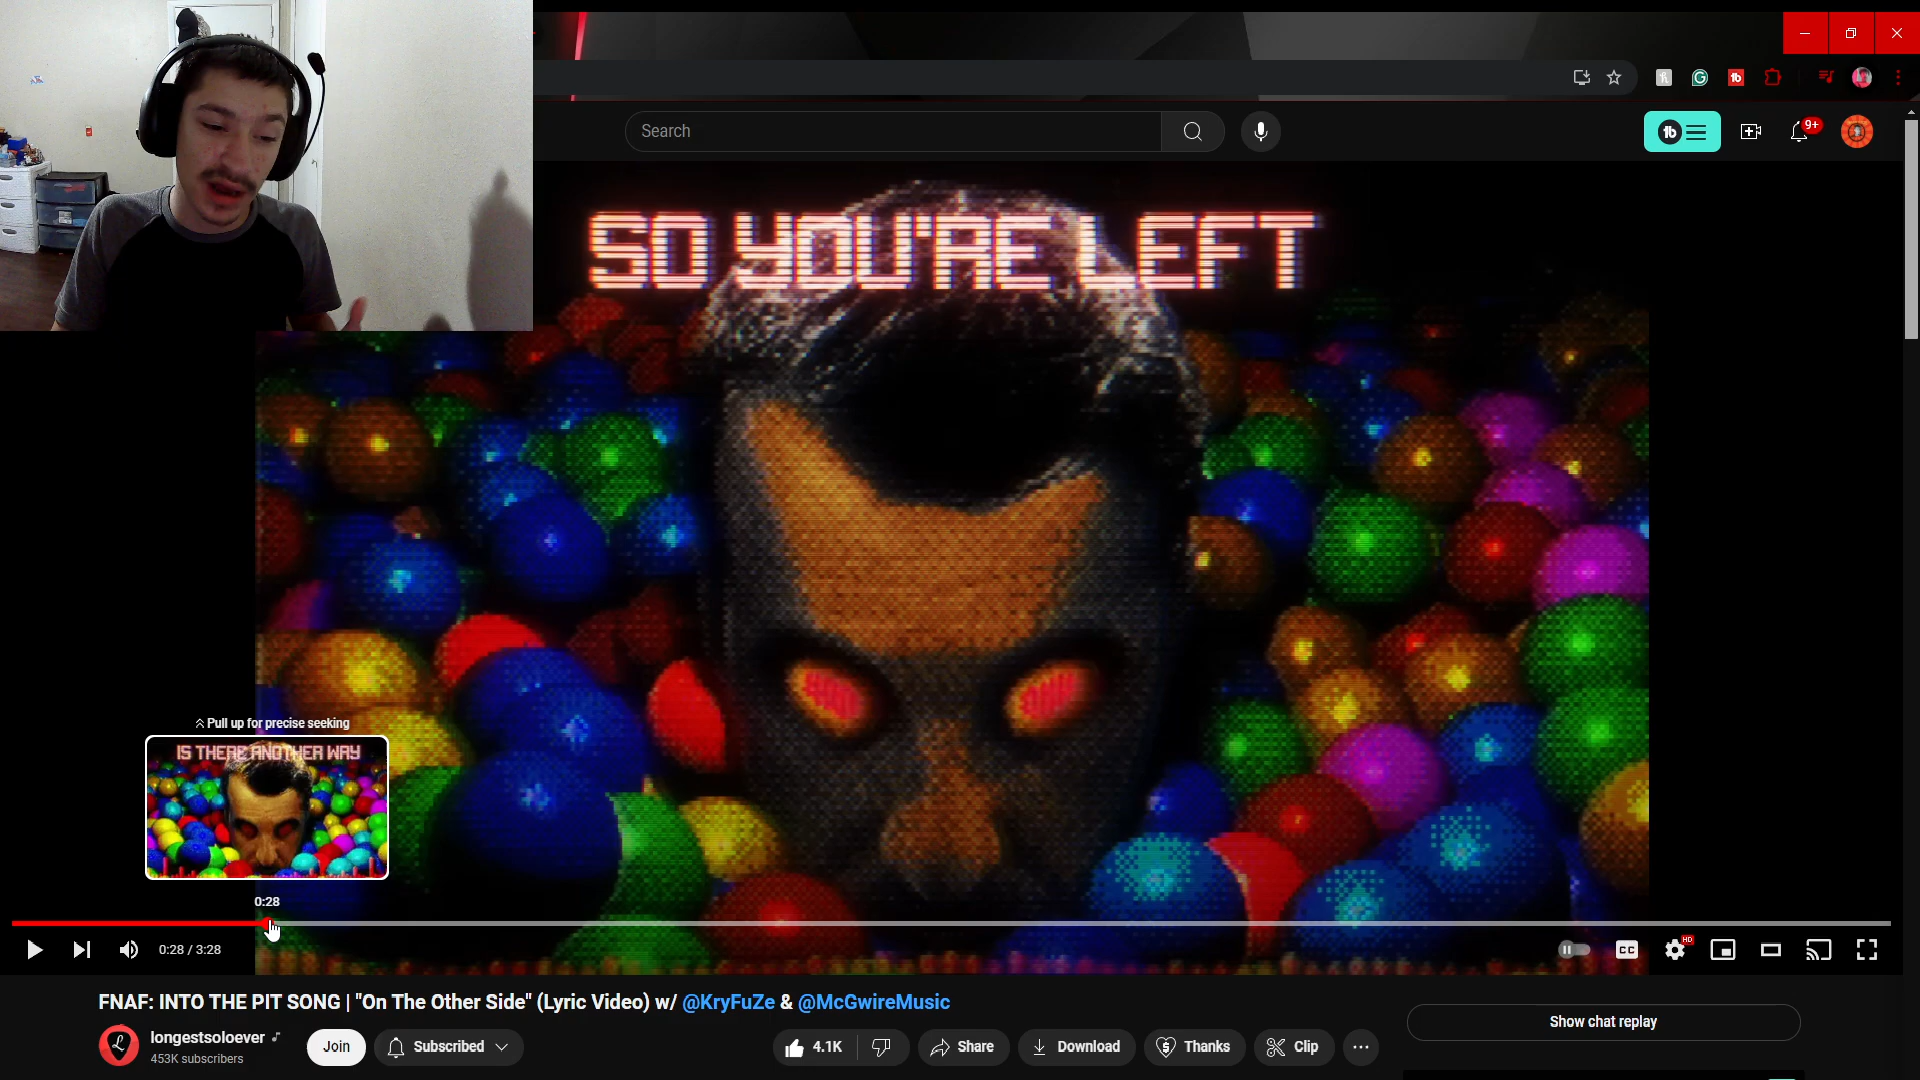 Search
9+
SO YOU'RE LEFT
Pull up for precise seeking
IS THERE ANOTHER WAY
0:28
0:28 / 3:28
CC
HD
FNAF: INTO THE PIT SONG | "On The Other Side" (Lyric Video) w/ @KryFuZe & @McGwireMusic
longestsoloever
453K subscribers
Join
Subscribed
4.1K
Share
Download
Thanks
Clip
Show chat replay